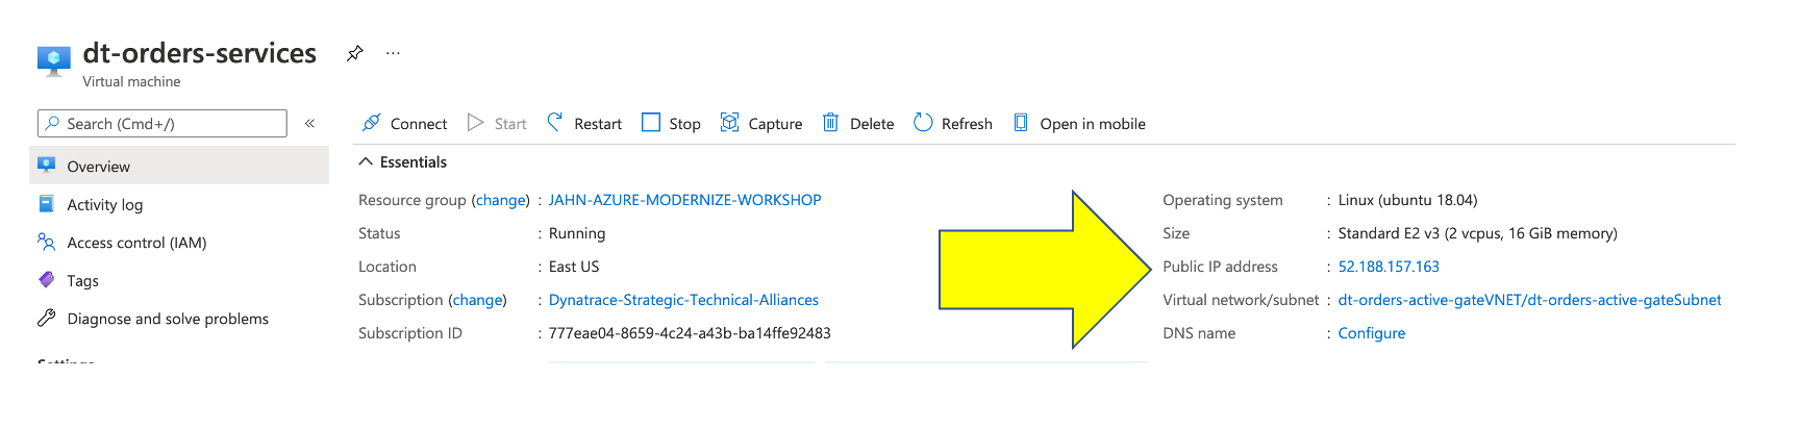 dt-orders-services
Virtual machine
Search (Cmd+/)
«
Connect Start Restart Stop Capture Delete Refresh Open in mobile
Overview
Activity log
Access control (IAM)
Tags
Diagnose and solve problems
Settings
Essentials
Resource group (change) : JAHN-AZURE-MODERNIZE-WORKSHOP
Status : Running
Location : East US
Subscription (change) : Dynatrace-Strategic-Technical-Alliances
Subscription ID : 777eae04-8659-4c24-a43b-ba14ffe92483
Operating system : Linux (ubuntu 18.04)
Size : Standard E2 v3 (2 vcpus, 16 GiB memory)
Public IP address : 52.188.157.163
Virtual network/subnet : dt-orders-active-gateVNET/dt-orders-active-gateSubnet
DNS name : Configure